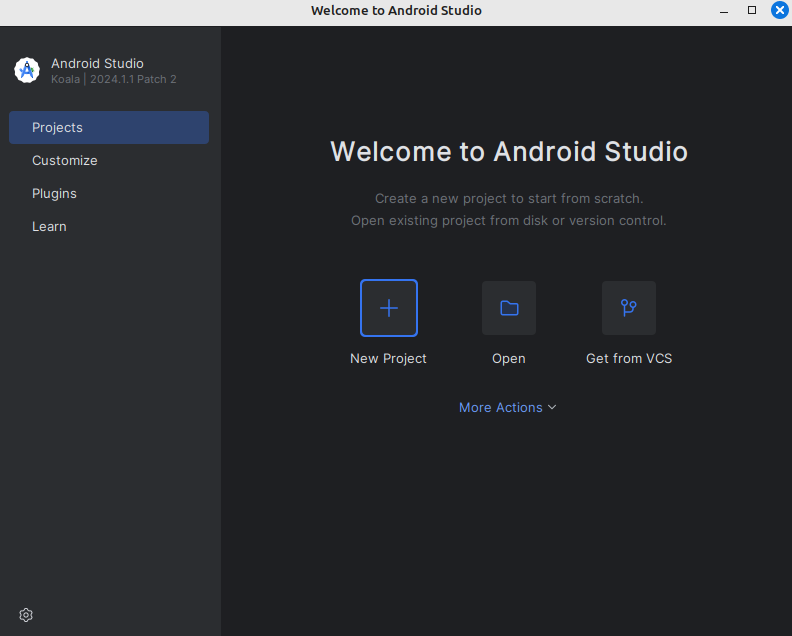 Welcome to Android Studio
Android Studio
Koala | 2024.1.1 Patch 2
Projects
Customize
Plugins
Learn
Welcome to Android Studio
Create a new project to start from scratch.
Open existing project from disk or version control.
New Project
Open
Get from VCS
More Actions